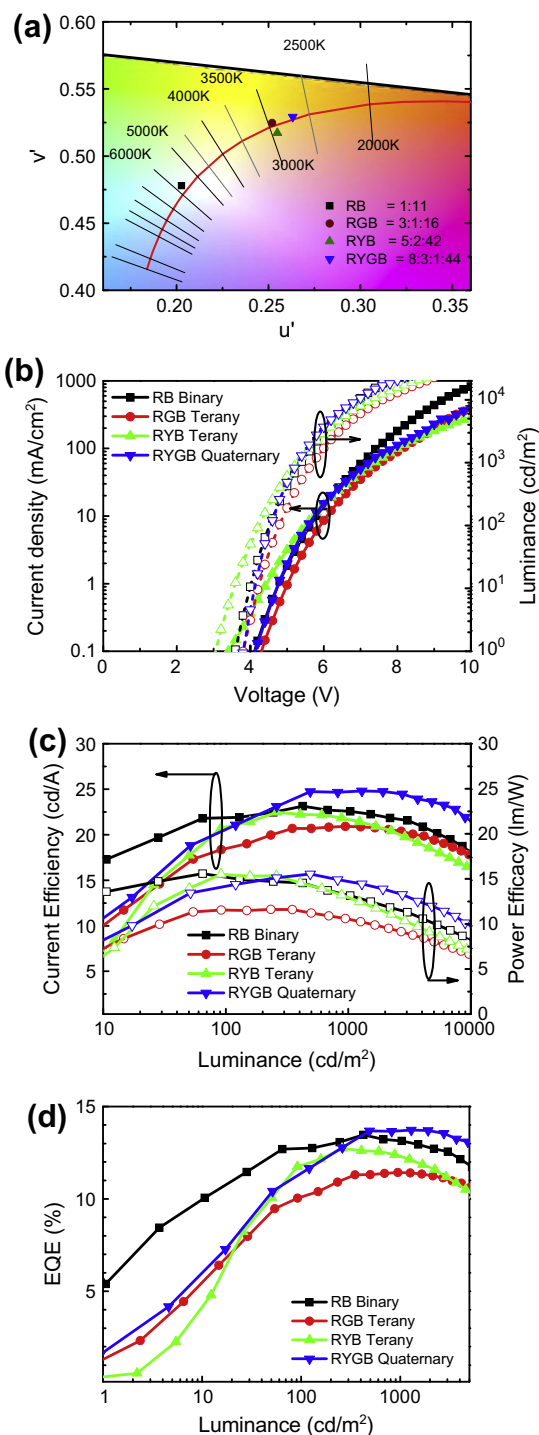 (a)
0.60
0.55
0.50
0.45
0.40
v'
2500K
3500K
4000K
5000K
6000K
3000K
2000K
RB = 1:11
RGB = 3:1:16
RYB = 5:2:42
RYGB = 8:3:1:44
0.20 0.25 0.30 0.35
u'
(b)
1000
100
10
1
0.1
Current density (mA/cm²)
RB Binary
RGB Terany
RYB Terany
RYGB Quaternary
10⁴
10³
10²
10¹
10⁰
Luminance (cd/m²)
0 2 4 6 8 10
Voltage (V)
(c)
30
25
20
15
10
5
Current Efficiency (cd/A)
RB Binary
RGB Terany
RYB Terany
RYGB Quaternary
30
25
20
15
10
5
0
Power Efficacy (lm/W)
10 100 1000 10000
Luminance (cd/m²)
(d)
15
10
5
EQE (%)
RB Binary
RGB Terany
RYB Terany
RYGB Quaternary
1 10 100 1000
Luminance (cd/m²)